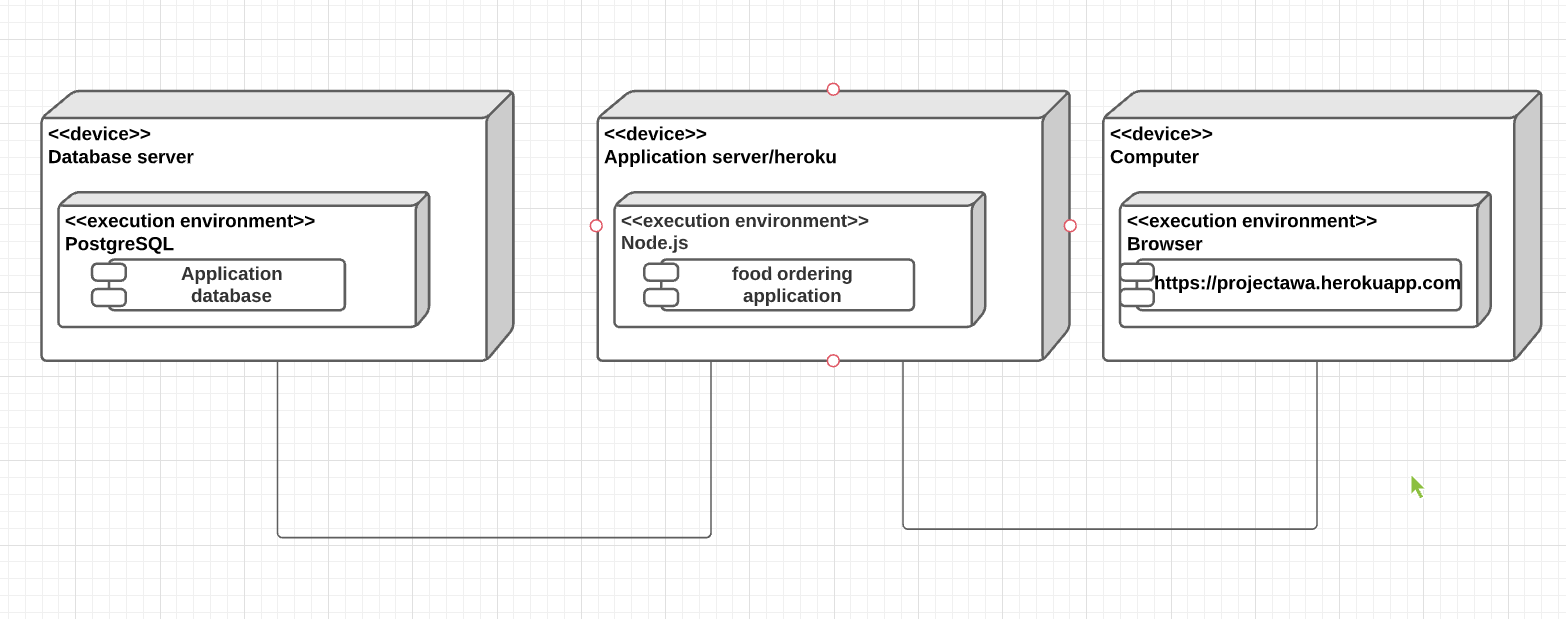 <<device>>
Database server
<<execution environment>>
PostgreSQL
Application
database
<<device>>
Application server/heroku
<<execution environment>>
Node.js
food ordering
application
<<device>>
Computer
<<execution environment>>
Browser
https://projectawa.herokuapp.com